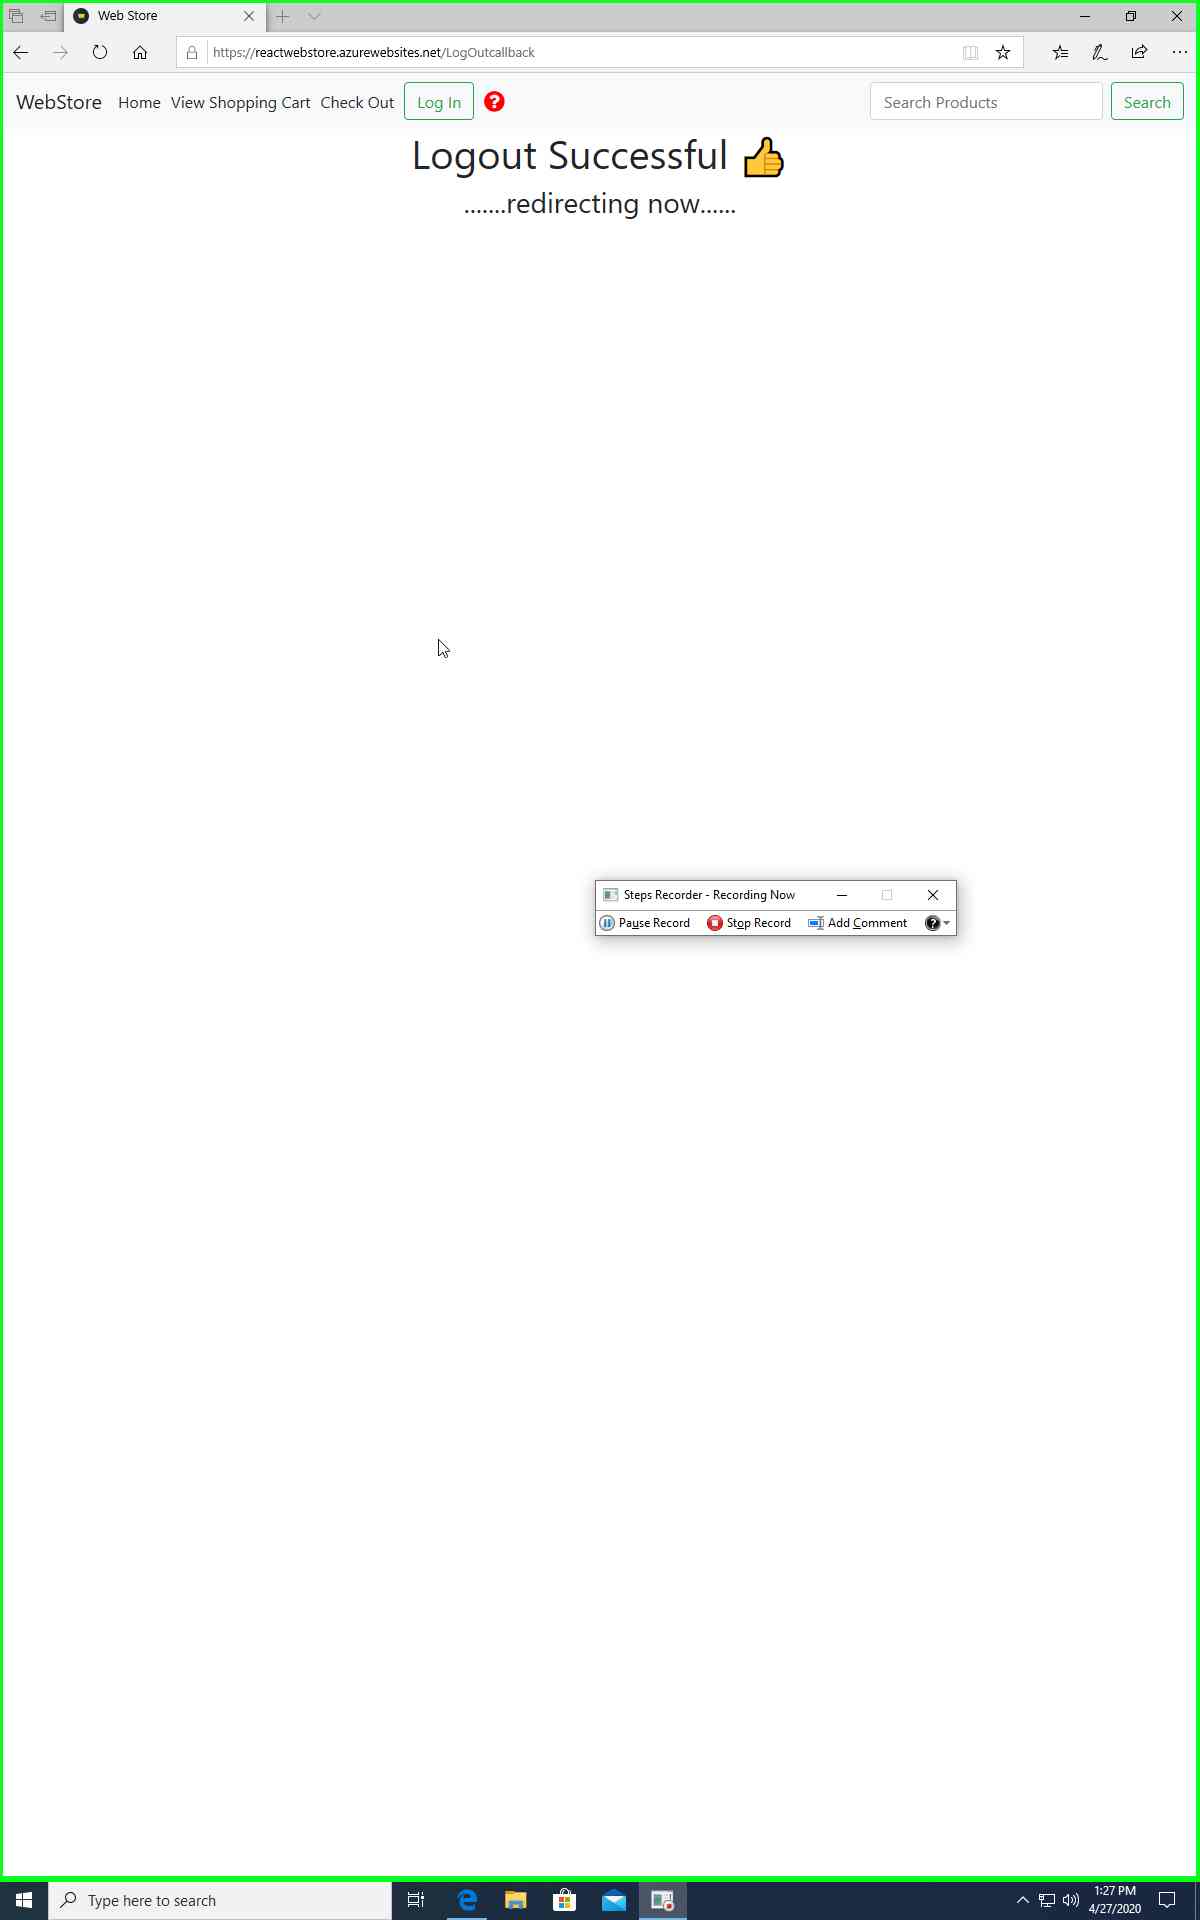 Web Store
https://reactwebstore.azurewebsites.net/LogOutcallback
WebStore Home View Shopping Cart Check Out Log In Search Products Search
Logout Successful 👍
.......redirecting now......
Steps Recorder - Recording Now
Pause Record Stop Record Add Comment
Type here to search
1:27 PM
4/27/2020